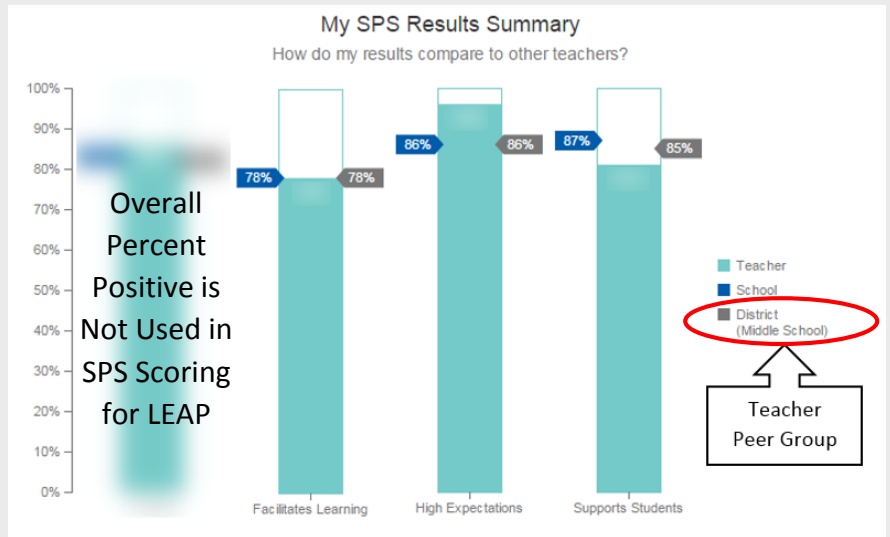 My SPS Results Summary
How do my results compare to other teachers?
100%
90%
80%
70%
60%
50%
40%
30%
20%
10%
0%
Overall
Percent
Positive is
Not Used in
SPS Scoring
for LEAP
78%
78%
86%
86%
87%
85%
Facilitates Learning
High Expectations
Supports Students
Teacher
School
District
(Middle School)
Teacher
Peer Group